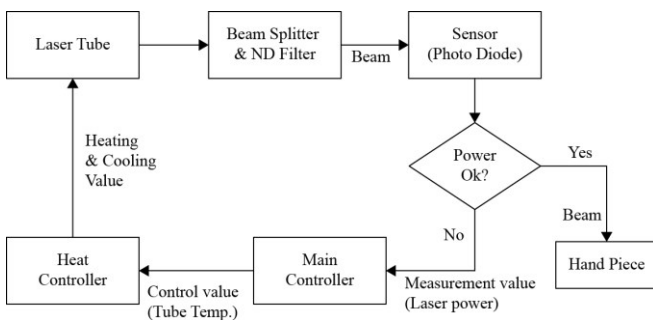 Laser Tube
Beam Splitter
& ND Filter
Beam
Sensor
(Photo Diode)
Heating
& Cooling
Value
Power
Ok?
Yes
No
Beam
Hand Piece
Heat
Controller
Control value
(Tube Temp.)
Main
Controller
Measurement value
(Laser power)